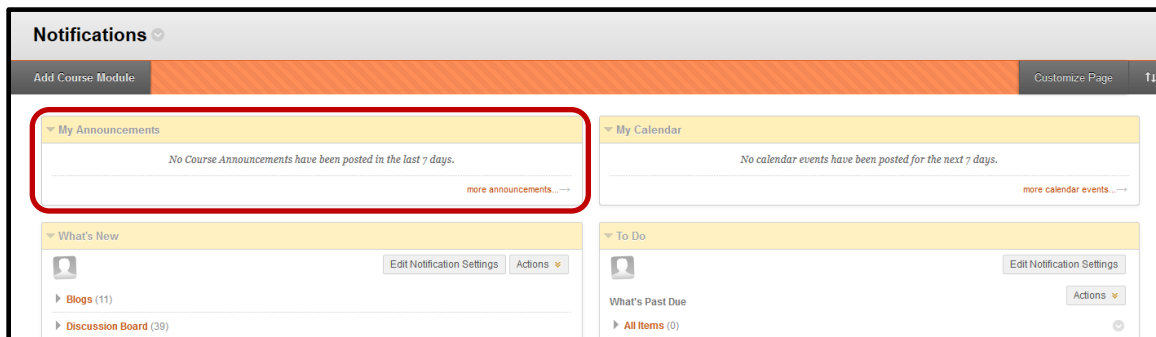 Notifications
Add Course Module
Customize Page
My Announcements
No Course Announcements have been posted in the last 7 days.
more announcements...→
My Calendar
No calendar events have been posted for the next 7 days.
more calendar events...→
What's New
Edit Notification Settings
Actions
Blogs (11)
Discussion Board (39)
To Do
Edit Notification Settings
What's Past Due
Actions
All Items (0)